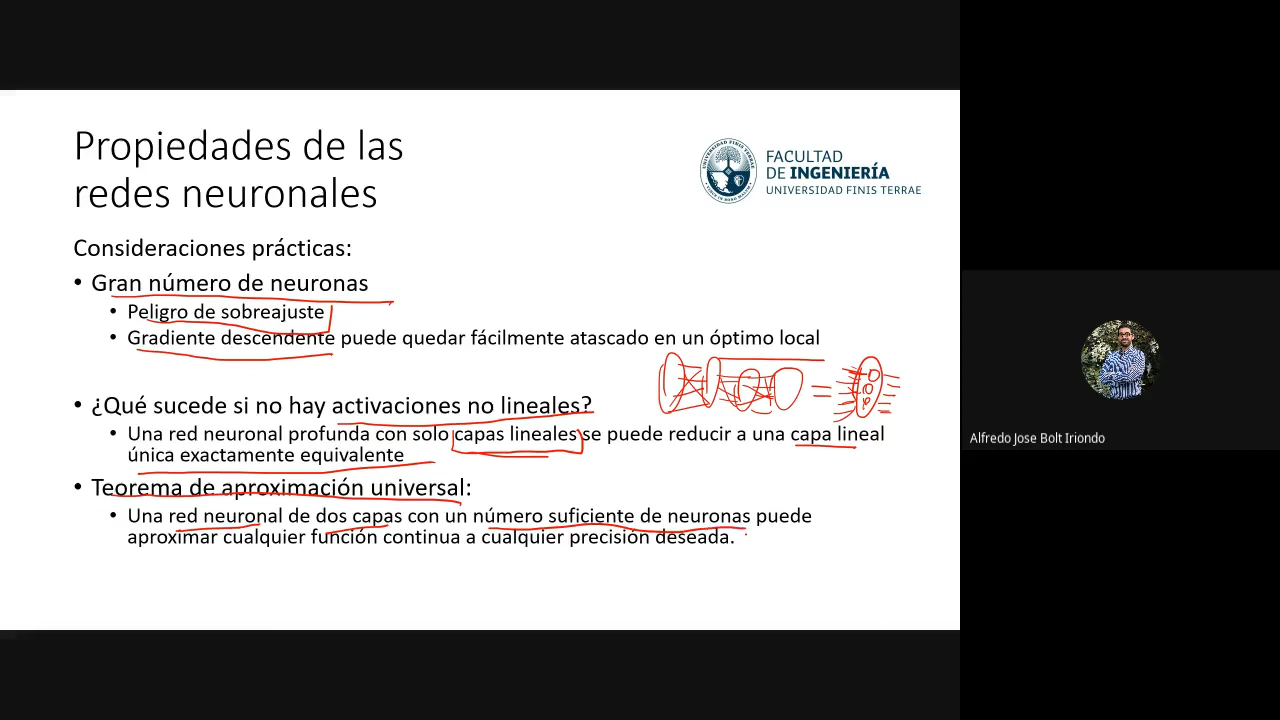 Propiedades de las
redes neuronales
FACULTAD
DE INGENIERÍA
UNIVERSIDAD FINIS TERRAE
Consideraciones prácticas:
• Gran número de neuronas
• Peligro de sobreajuste
• Gradiente descendente puede quedar fácilmente atascado en un óptimo local
• ¿Qué sucede si no hay activaciones no lineales?
• Una red neuronal profunda con solo capas lineales se puede reducir a una capa lineal
única exactamente equivalente
• Teorema de aproximación universal:
• Una red neuronal de dos capas con un número suficiente de neuronas puede
aproximar cualquier función continua a cualquier precisión deseada.
Alfredo Jose Bolt Iriondo